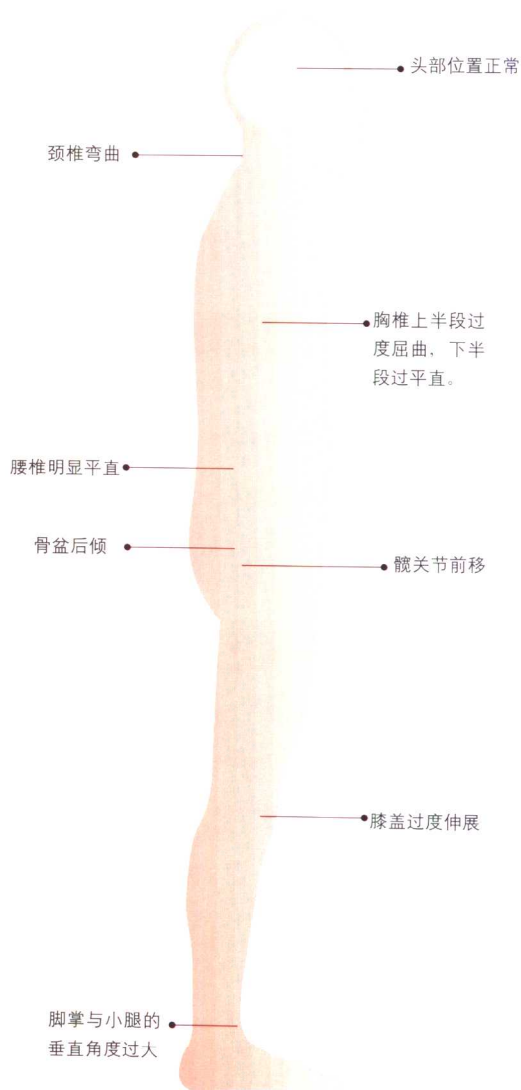 头部位置正常
颈椎弯曲
胸椎上半段过
度屈曲，下半
段过平直。
腰椎明显平直
骨盆后倾
髋关节前移
膝盖过度伸展
脚掌与小腿的
垂直角度过大